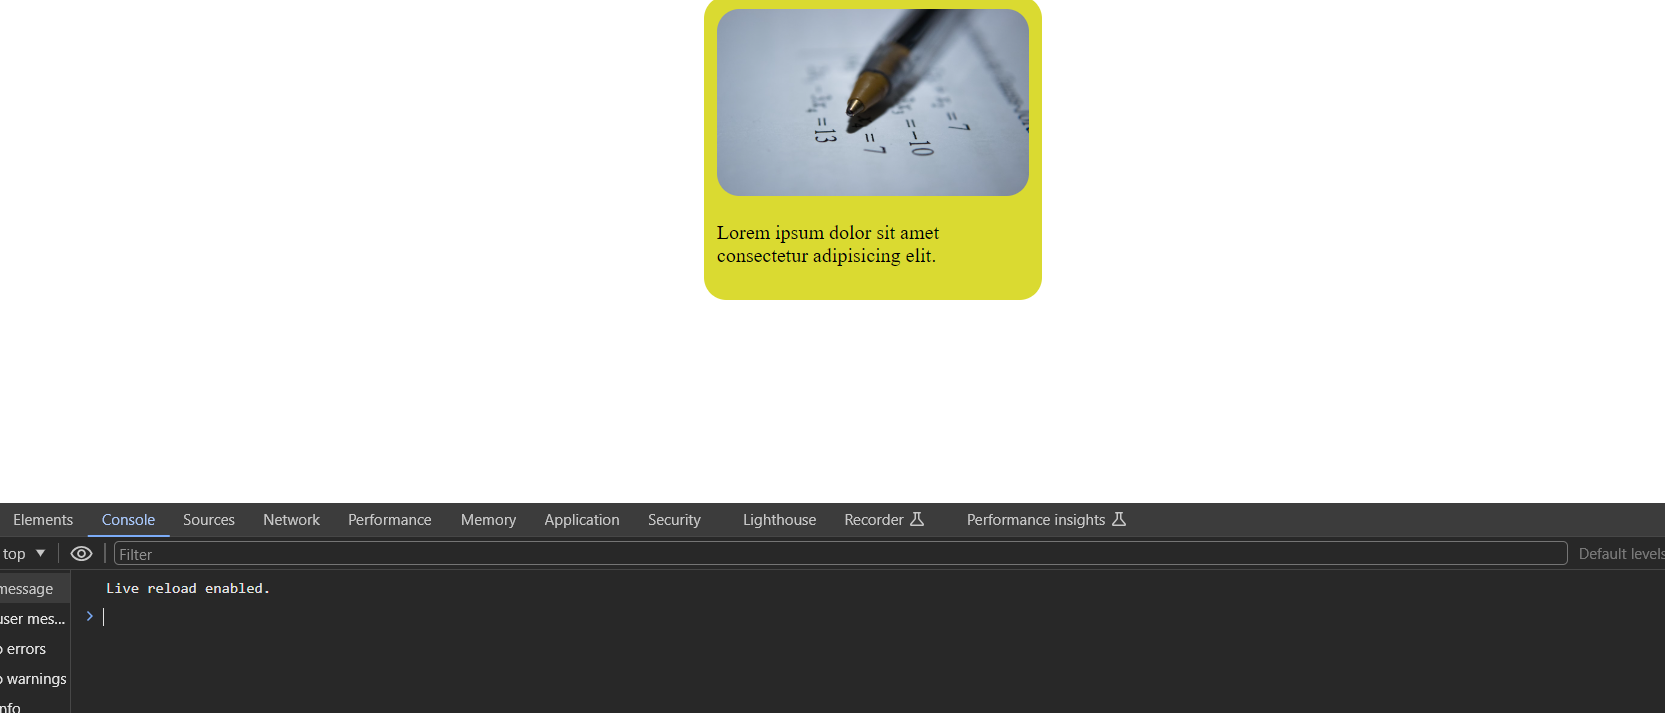 = 13
= 7
= -10
= 7
Lorem ipsum dolor sit amet
consectetur adipisicing elit.
Elements Console Sources Network Performance Memory Application Security Lighthouse Recorder Performance insights
top Filter Default levels
message Live reload enabled.
user mes... >
o errors
o warnings
nfo